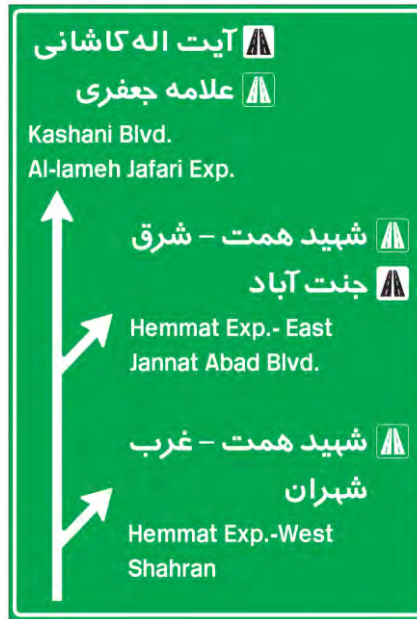 آیت اله کاشانی
علامه جعفری
Kashani Blvd.
Al-lameh Jafari Exp.
شهید همت – شرق
جنت آباد
Hemmat Exp.- East
Jannat Abad Blvd.
شهید همت – غرب
شهران
Hemmat Exp.-West
Shahran